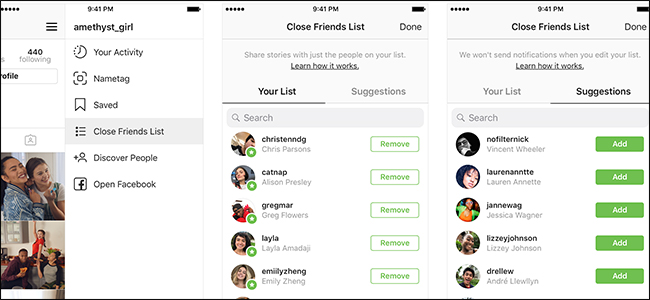 9:41 PM
amethyst_girl
440
s
following
rofile
Your Activity
Nametag
Saved
Close Friends List
Discover People
Open Facebook
9:41 PM
Close Friends List
Done
Share stories with just the people on your list.
Learn how it works.
Your List
Suggestions
Search
christenndg
Chris Parsons
Remove
catnap
Alison Presley
Remove
gregmar
Greg Flowers
Remove
layla
Layla Amadaji
Remove
emiilyzheng
Emily Zheng
Remove
9:41 PM
Close Friends List
Done
We won't send notifications when you edit your list.
Learn how it works.
Your List
Suggestions
Search
nofilternick
Vincent Wheeler
Add
laurenanntte
Lauren Annette
Add
jannewag
Jessica Wagner
Add
lizzeyjohnson
Lizzey Johnson
Add
drellew
André Llewllyn
Add